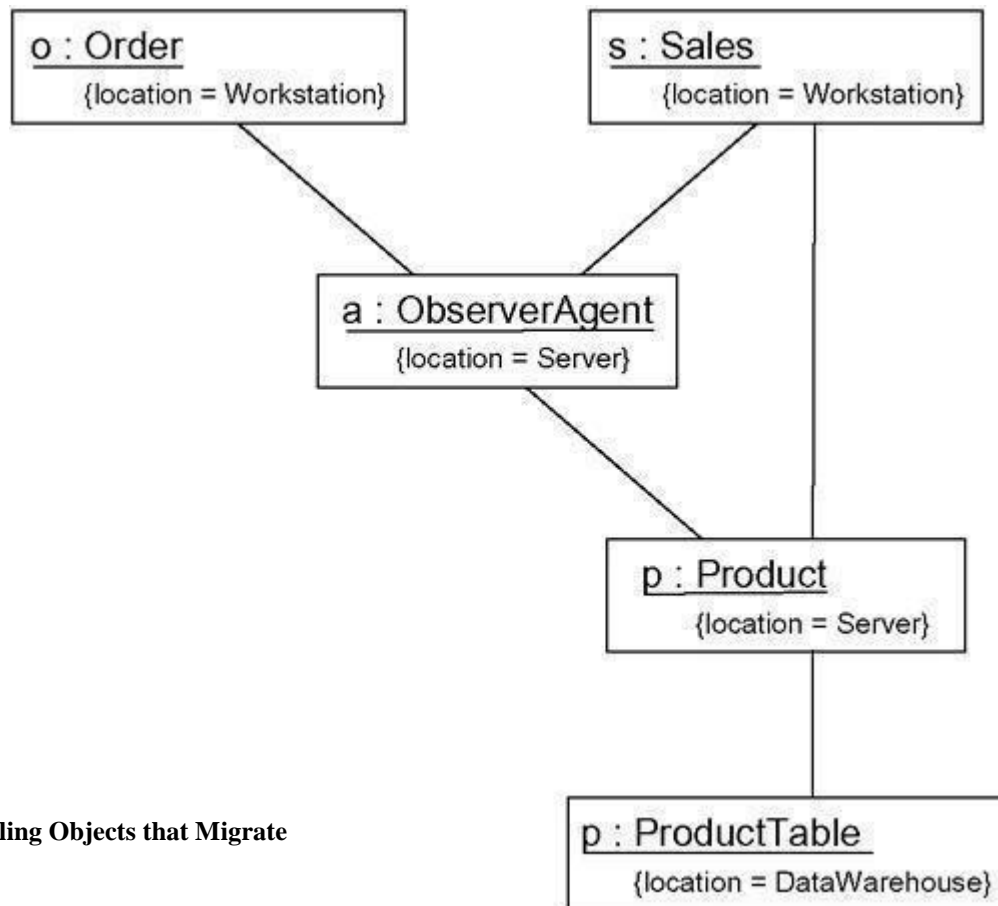 o : Order
{location = Workstation}
s : Sales
{location = Workstation}
a : ObserverAgent
{location = Server}
p : Product
{location = Server}
ling Objects that Migrate
p : ProductTable
{location = DataWarehouse}